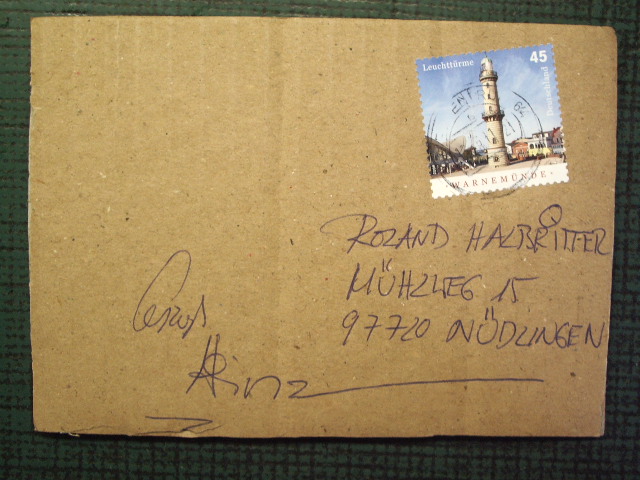 Leuchttürme 45
Deutschland
WARNEMÜNDE
ROLAND HALBRITTER
MÜHLWEG 15
97720 NÜDLINGEN
Gruß